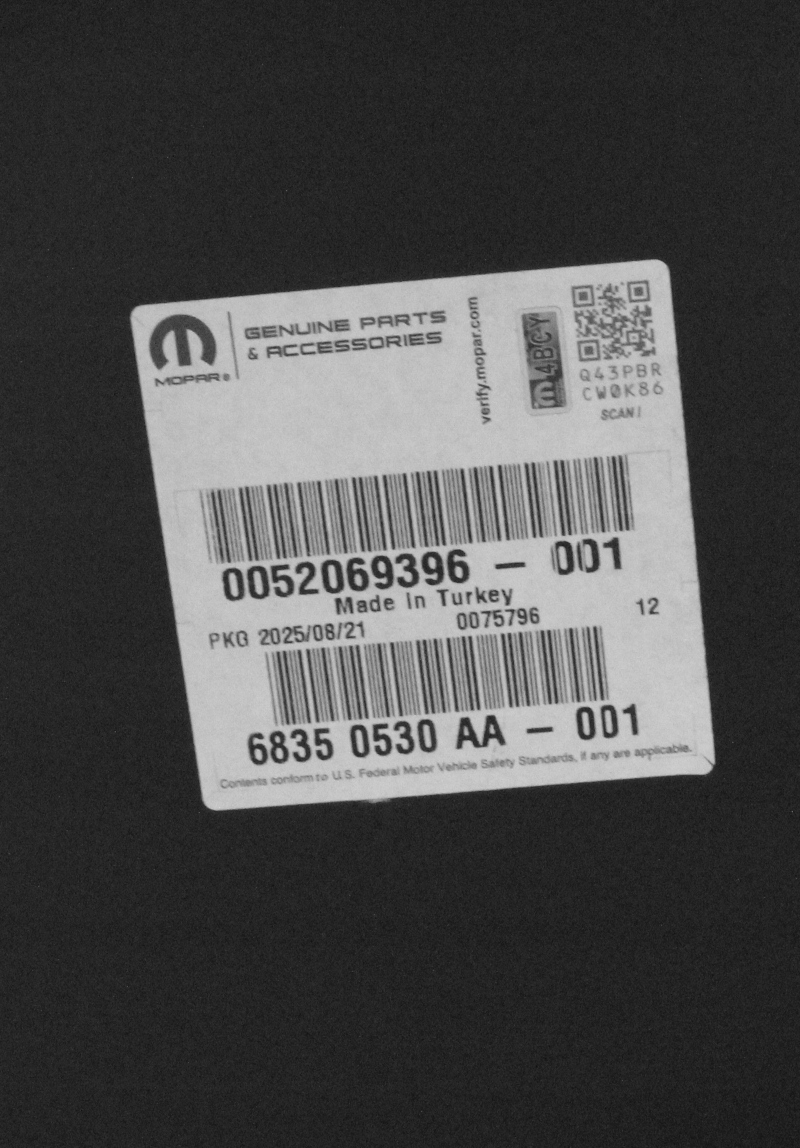 MOPAR®
GENUINE PARTS
& ACCESSORIES
verify.mopar.com
m 4BCY
Q43PBR
CW0K86
SCAN!
0052069396 – 001
Made in Turkey
PKG 2025/08/21 0075796 12
6835 0530 AA – 001
Contents conform to U.S. Federal Motor Vehicle Safety Standards, if any are applicable.